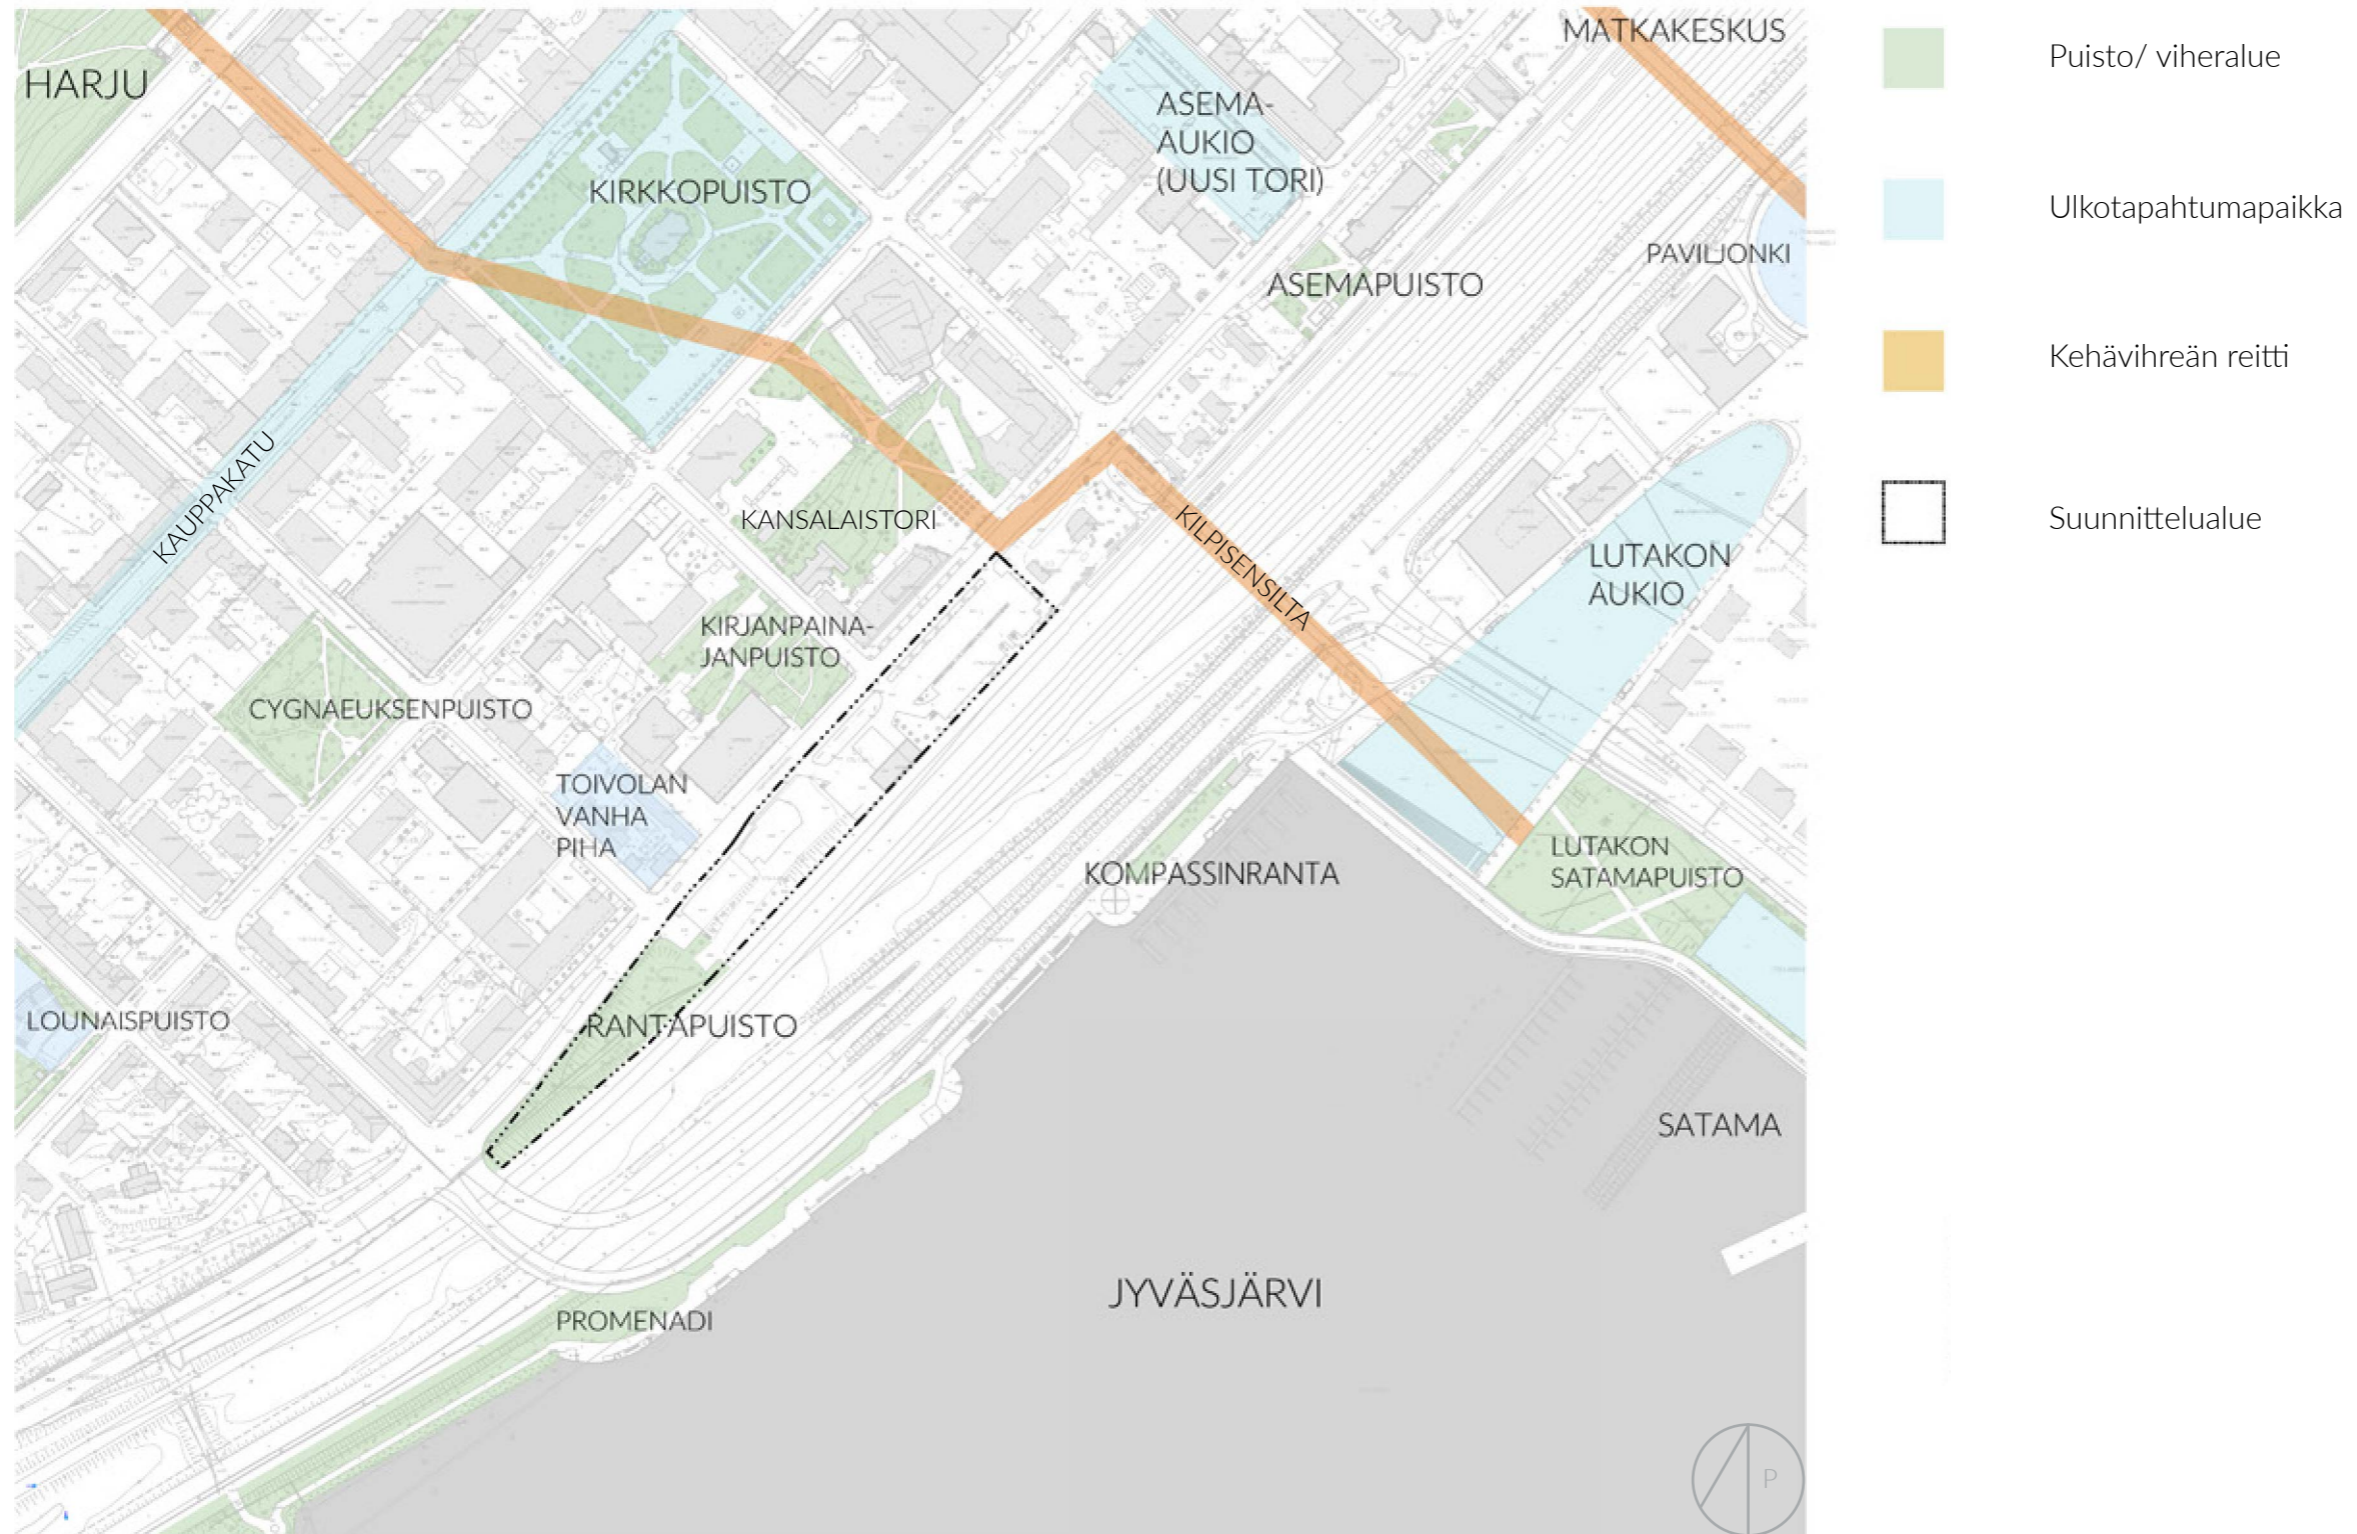 HARJU
KIRKKOPUISTO
ASEMA-
AUKIO
(UUSI TORI)
MATKAKESKUS
PAVILJONKI
ASEMAPUISTO
KAUPPAKATU
KANSALAISTORI
KILPISENSILTA
LUTAKON
AUKIO
KIRJANPAINA-
JANPUISTO
CYGNAEUKSENPUISTO
TOIVOLAN
VANHA
PIHA
KOMPASSINRANTA
LUTAKON
SATAMAPUISTO
LOUNAISPUISTO
RANTAPUISTO
SATAMA
JYVÄSJÄRVI
PROMENADI
P
Puisto/ viheralue
Ulkotapahtumapaikka
Kehävihreän reitti
Suunnittelualue